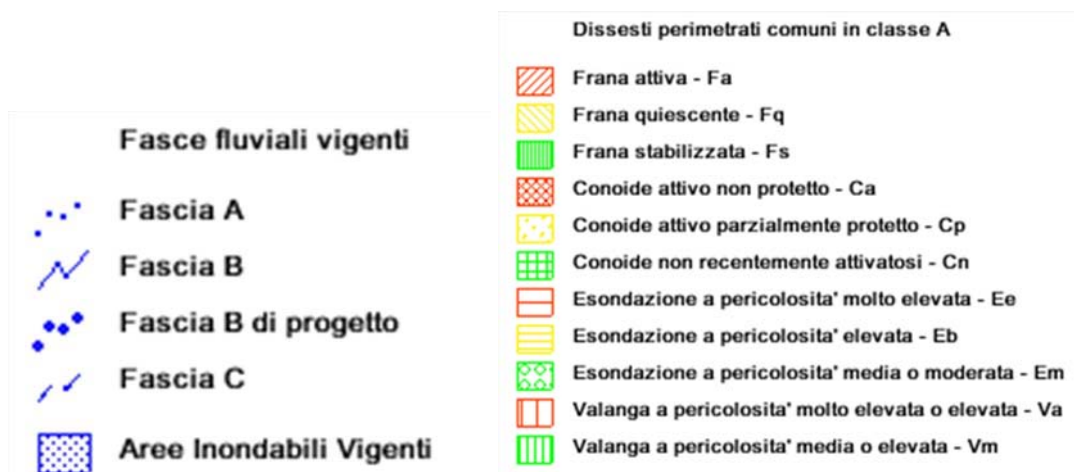 Fasce fluviali vigenti
Fascia A
Fascia B
Fascia B di progetto
Fascia C
Aree Inondabili Vigenti
Dissesti perimetrati comuni in classe A
Frana attiva - Fa
Frana quiescente - Fq
Frana stabilizzata - Fs
Conoide attivo non protetto - Ca
Conoide attivo parzialmente protetto - Cp
Conoide non recentemente attivatosi - Cn
Esondazione a pericolosita' molto elevata - Ee
Esondazione a pericolosita' elevata - Eb
Esondazione a pericolosita' media o moderata - Em
Valanga a pericolosita' molto elevata o elevata - Va
Valanga a pericolosita' media o elevata - Vm